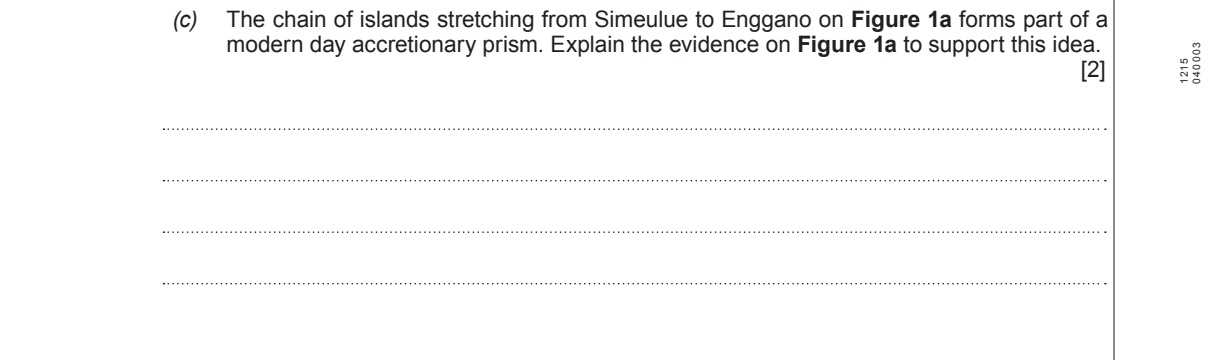 (c) The chain of islands stretching from Simeulue to Enggano on Figure 1a forms part of a
modern day accretionary prism. Explain the evidence on Figure 1a to support this idea.
[2]
1215
040003